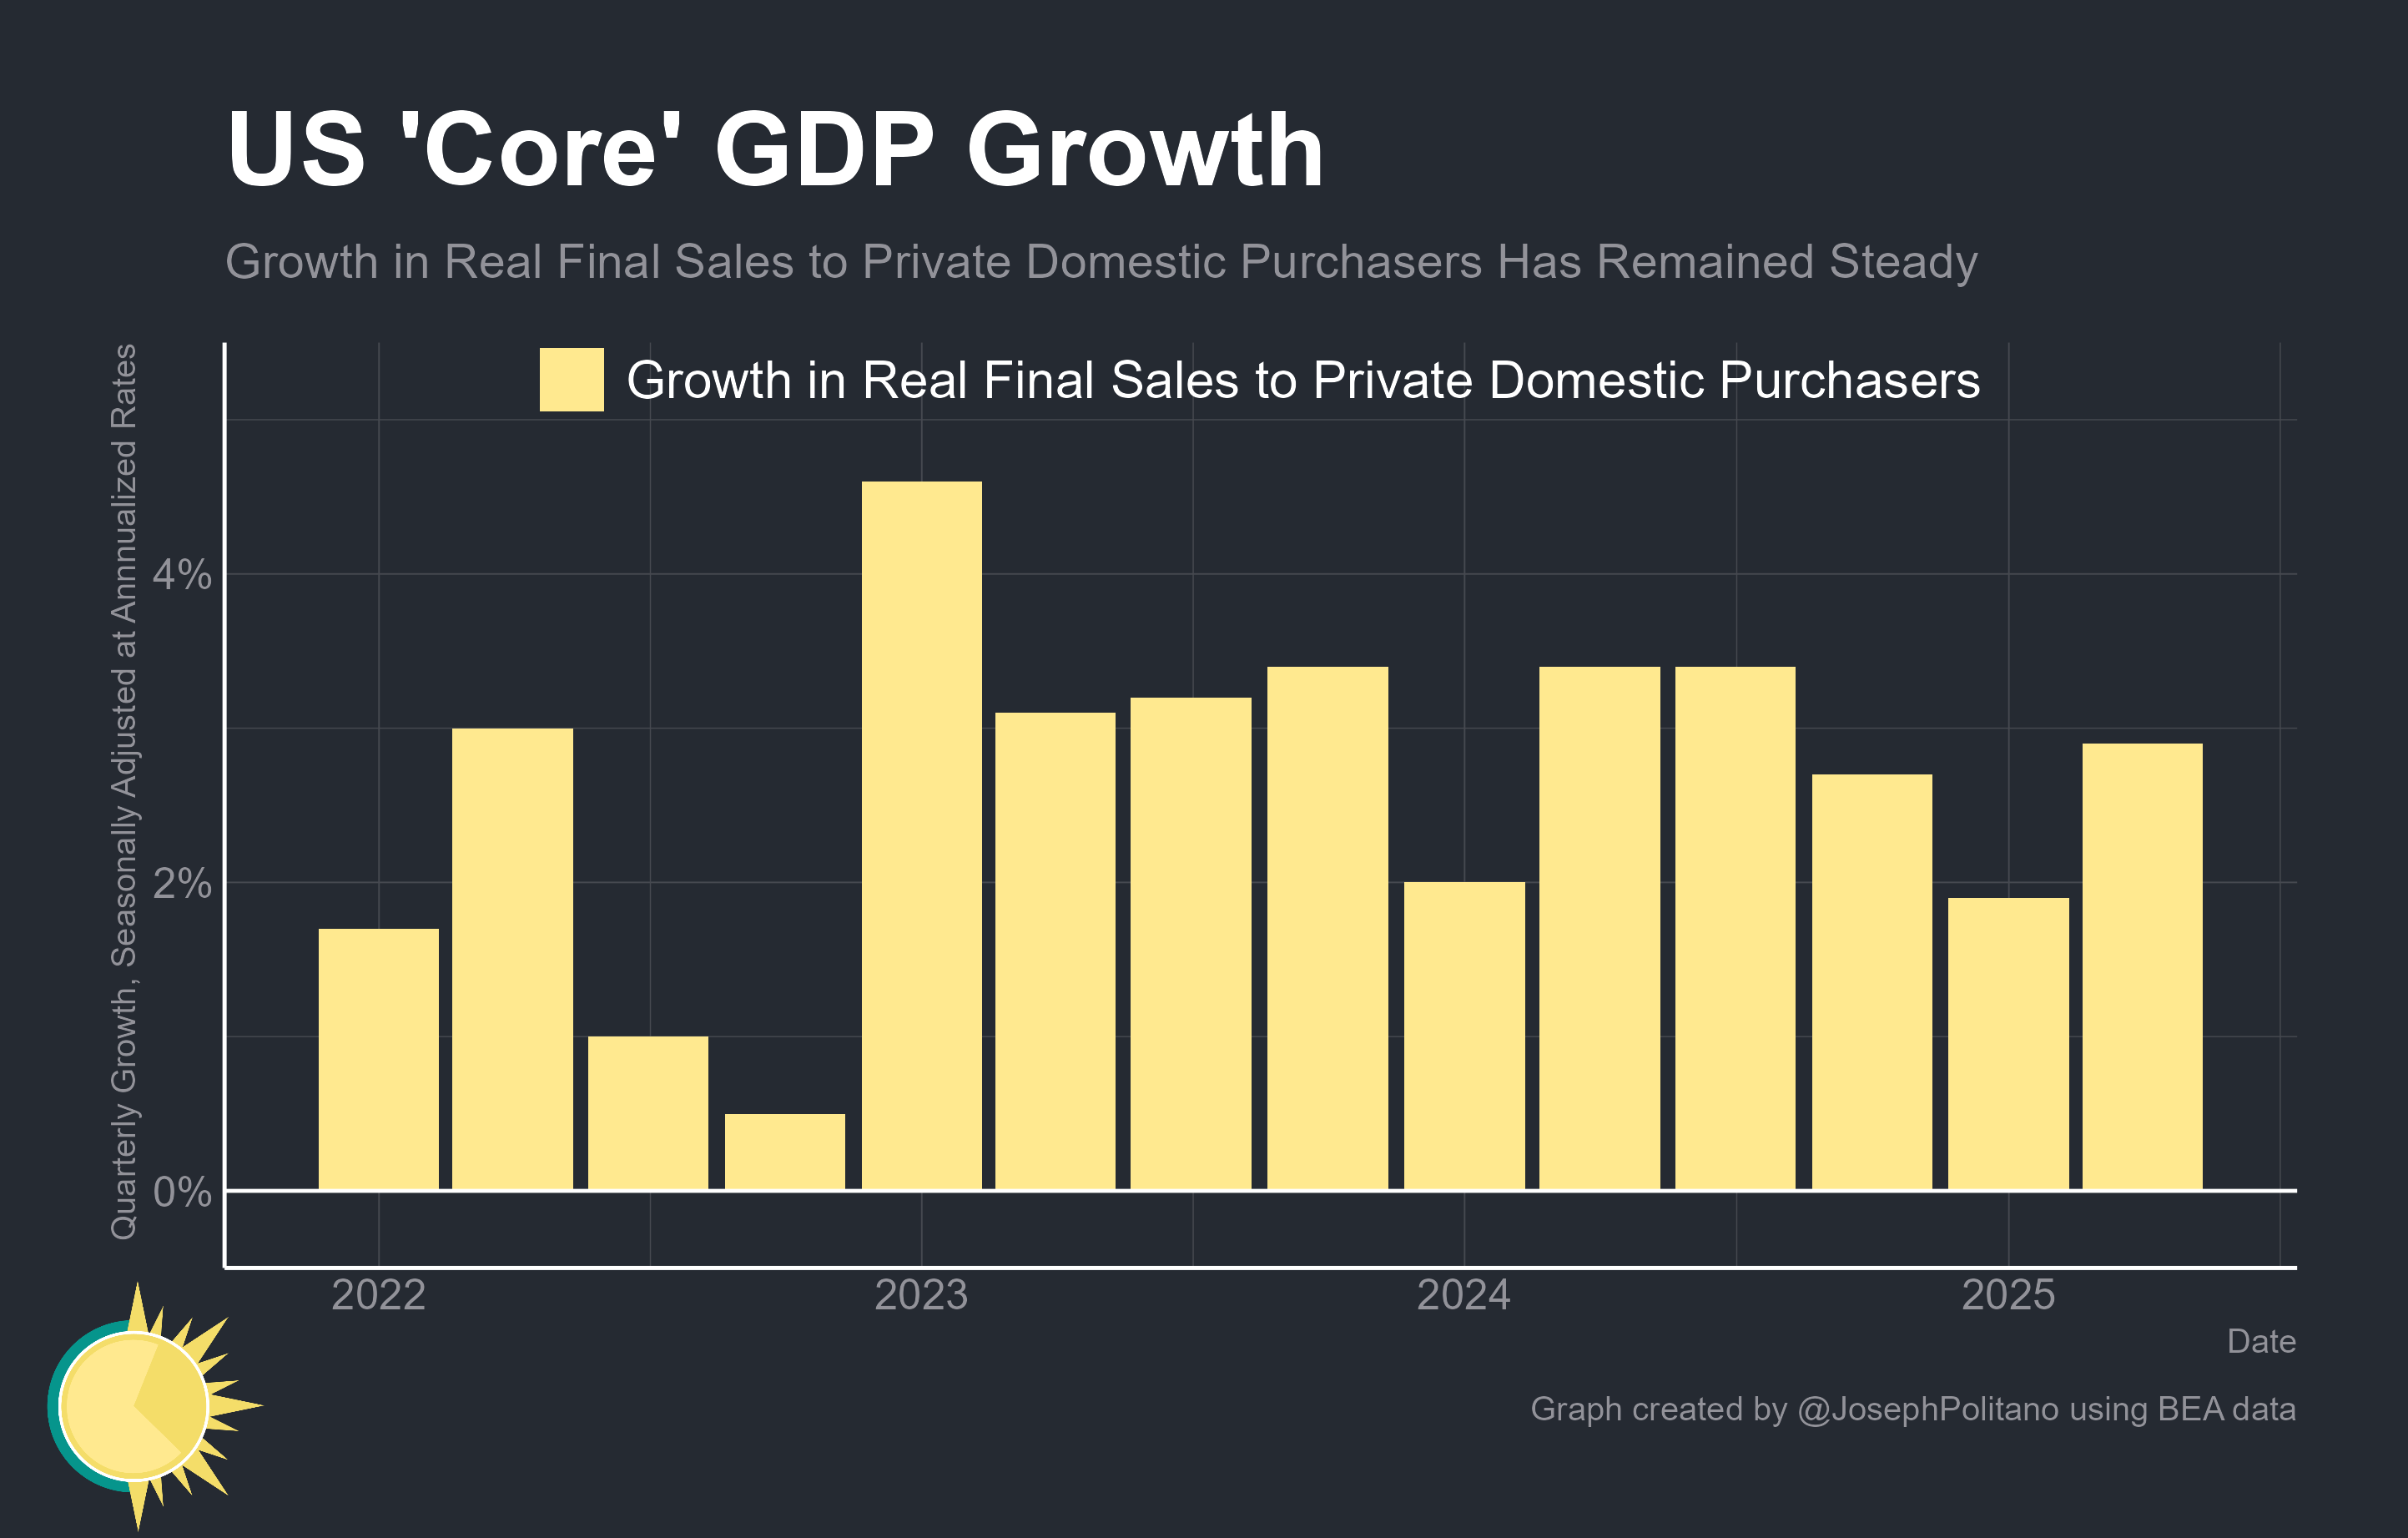 US 'Core' GDP Growth
Growth in Real Final Sales to Private Domestic Purchasers Has Remained Steady
Growth in Real Final Sales to Private Domestic Purchasers
Quarterly Growth, Seasonally Adjusted at Annnualized Rates
4%
2%
0%
2022 2023 2024 2025
Date
Graph created by @JosephPolitano using BEA data